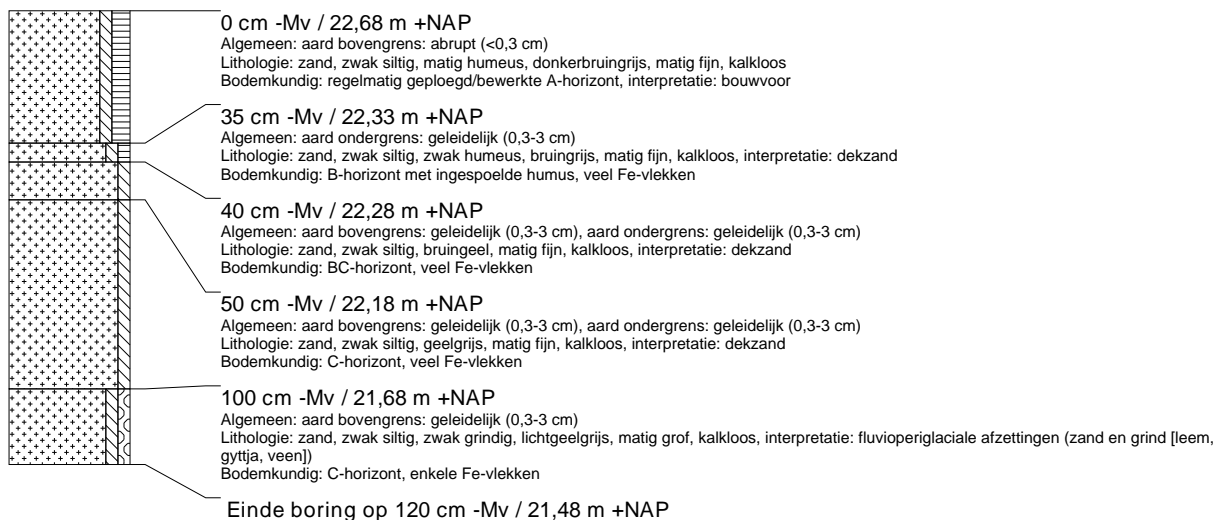 0 cm -Mv / 22,68 m +NAP
Algemeen: aard bovengrens: abrupt (<0,3 cm)
Lithologie: zand, zwak siltig, matig humeus, donkerbruingrijs, matig fijn, kalkloos
Bodemkundig: regelmatig geploegd/bewerkte A-horizont, interpretatie: bouwvoor
35 cm -Mv / 22,33 m +NAP
Algemeen: aard ondergrens: geleidelijk (0,3-3 cm)
Lithologie: zand, zwak siltig, zwak humeus, bruingrijs, matig fijn, kalkloos, interpretatie: dekzand
Bodemkundig: B-horizont met ingespoelde humus, veel Fe-vlekken
40 cm -Mv / 22,28 m +NAP
Algemeen: aard bovengrens: geleidelijk (0,3-3 cm), aard ondergrens: geleidelijk (0,3-3 cm)
Lithologie: zand, zwak siltig, bruingeel, matig fijn, kalkloos, interpretatie: dekzand
Bodemkundig: BC-horizont, veel Fe-vlekken
50 cm -Mv / 22,18 m +NAP
Algemeen: aard bovengrens: geleidelijk (0,3-3 cm), aard ondergrens: geleidelijk (0,3-3 cm)
Lithologie: zand, zwak siltig, geelgrijs, matig fijn, kalkloos, interpretatie: dekzand
Bodemkundig: C-horizont, veel Fe-vlekken
100 cm -Mv / 21,68 m +NAP
Algemeen: aard bovengrens: geleidelijk (0,3-3 cm)
Lithologie: zand, zwak siltig, zwak grindig, lichtgeelgrijs, matig grof, kalkloos, interpretatie: fluvioperiglaciale afzettingen (zand en grind [leem,
gyttja, veen])
Bodemkundig: C-horizont, enkele Fe-vlekken
Einde boring op 120 cm -Mv / 21,48 m +NAP